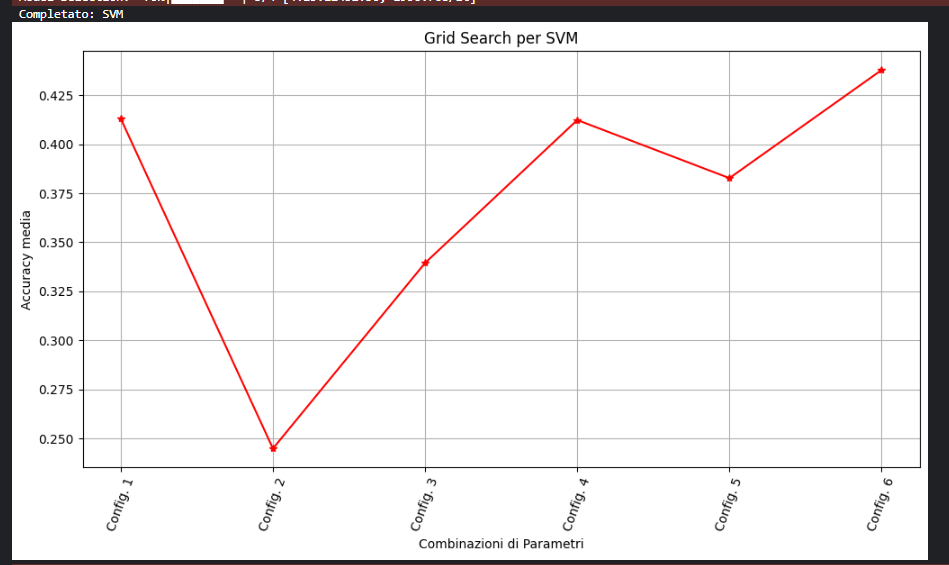 Completato: SVM
Grid Search per SVM
0.425
0.400
0.375
0.350
0.325
0.300
0.275
0.250
Accuracy media
Config. 1
Config. 2
Config. 3
Config. 4
Config. 5
Config. 6
Combinazioni di Parametri